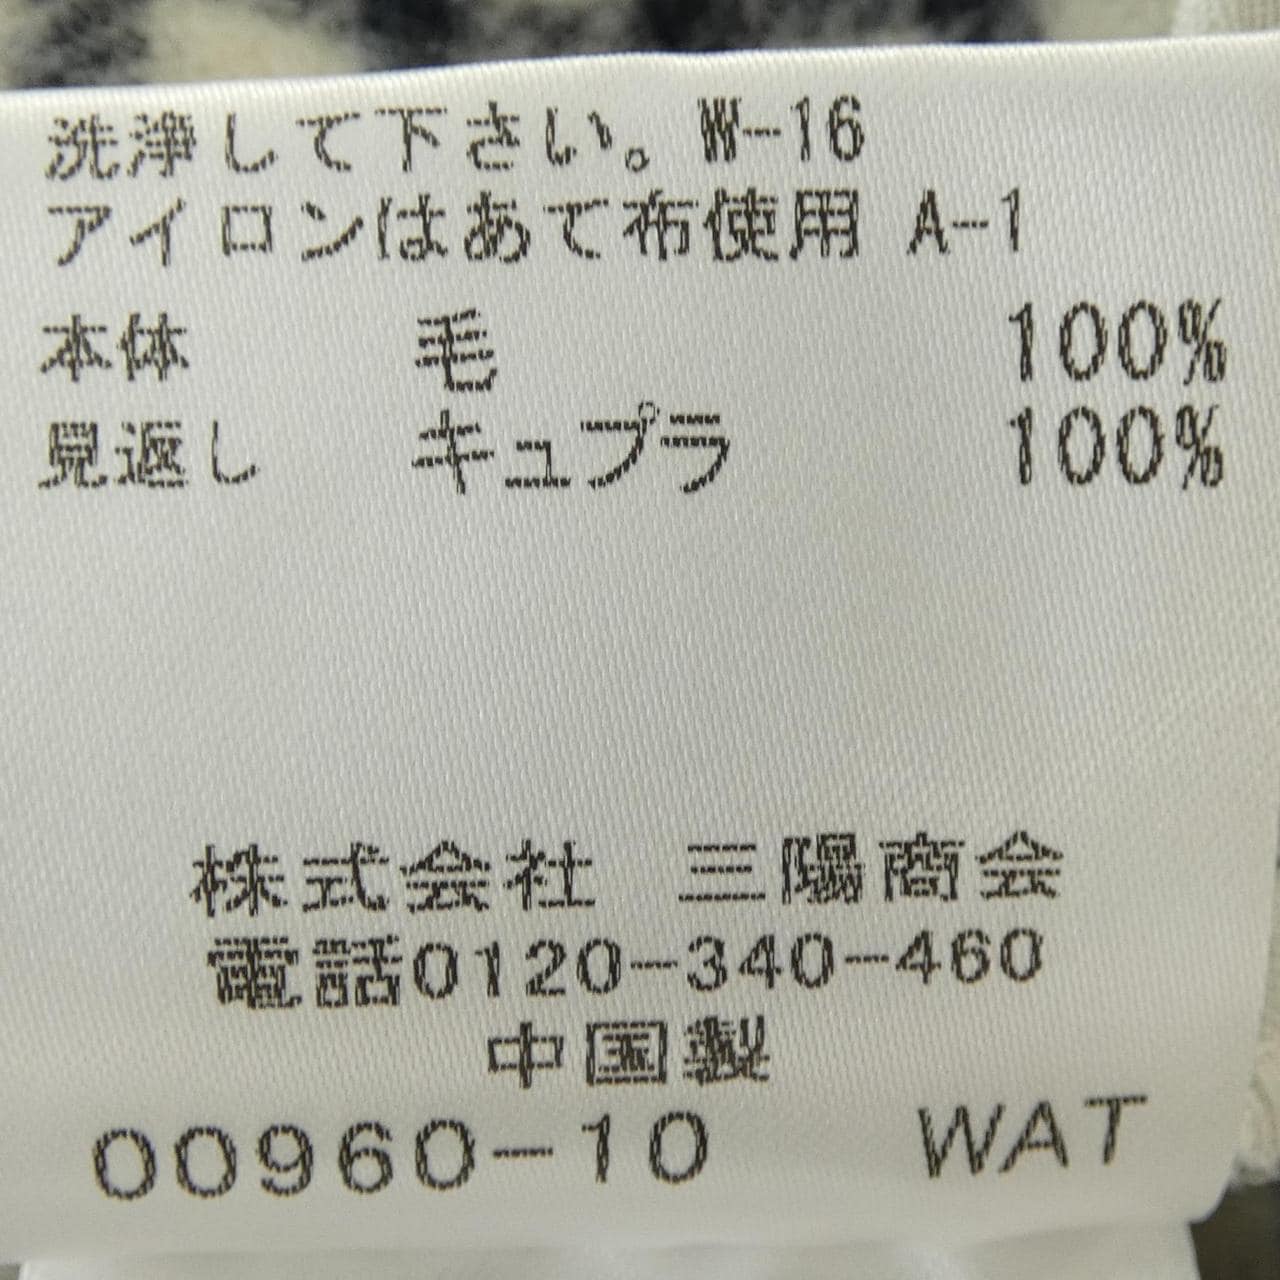 洗浄して下さい。W-16
アイロンはあて布使用 A-1
本体 毛 100%
見返し キュプラ 100%
株式会社 三陽商会
電話0120-340-460
中国製
00960-10 WAT